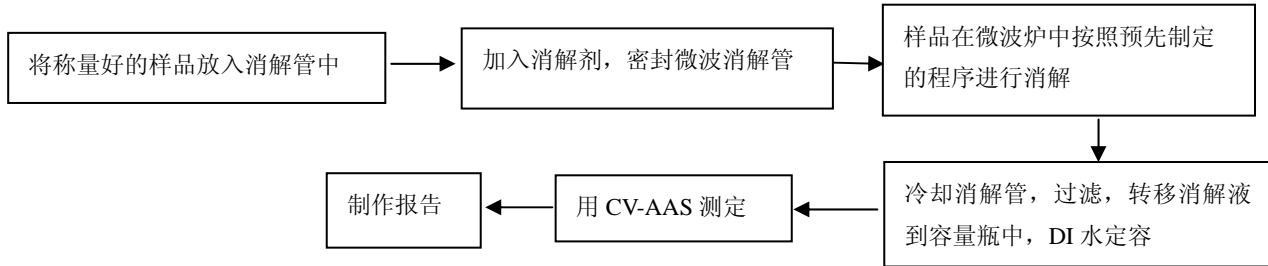 将称量好的样品放入消解管中
加入消解剂，密封微波消解管
样品在微波炉中按照预先制定
的程序进行消解
冷却消解管，过滤，转移消解液
到容量瓶中，DI 水定容
用 CV-AAS 测定
制作报告